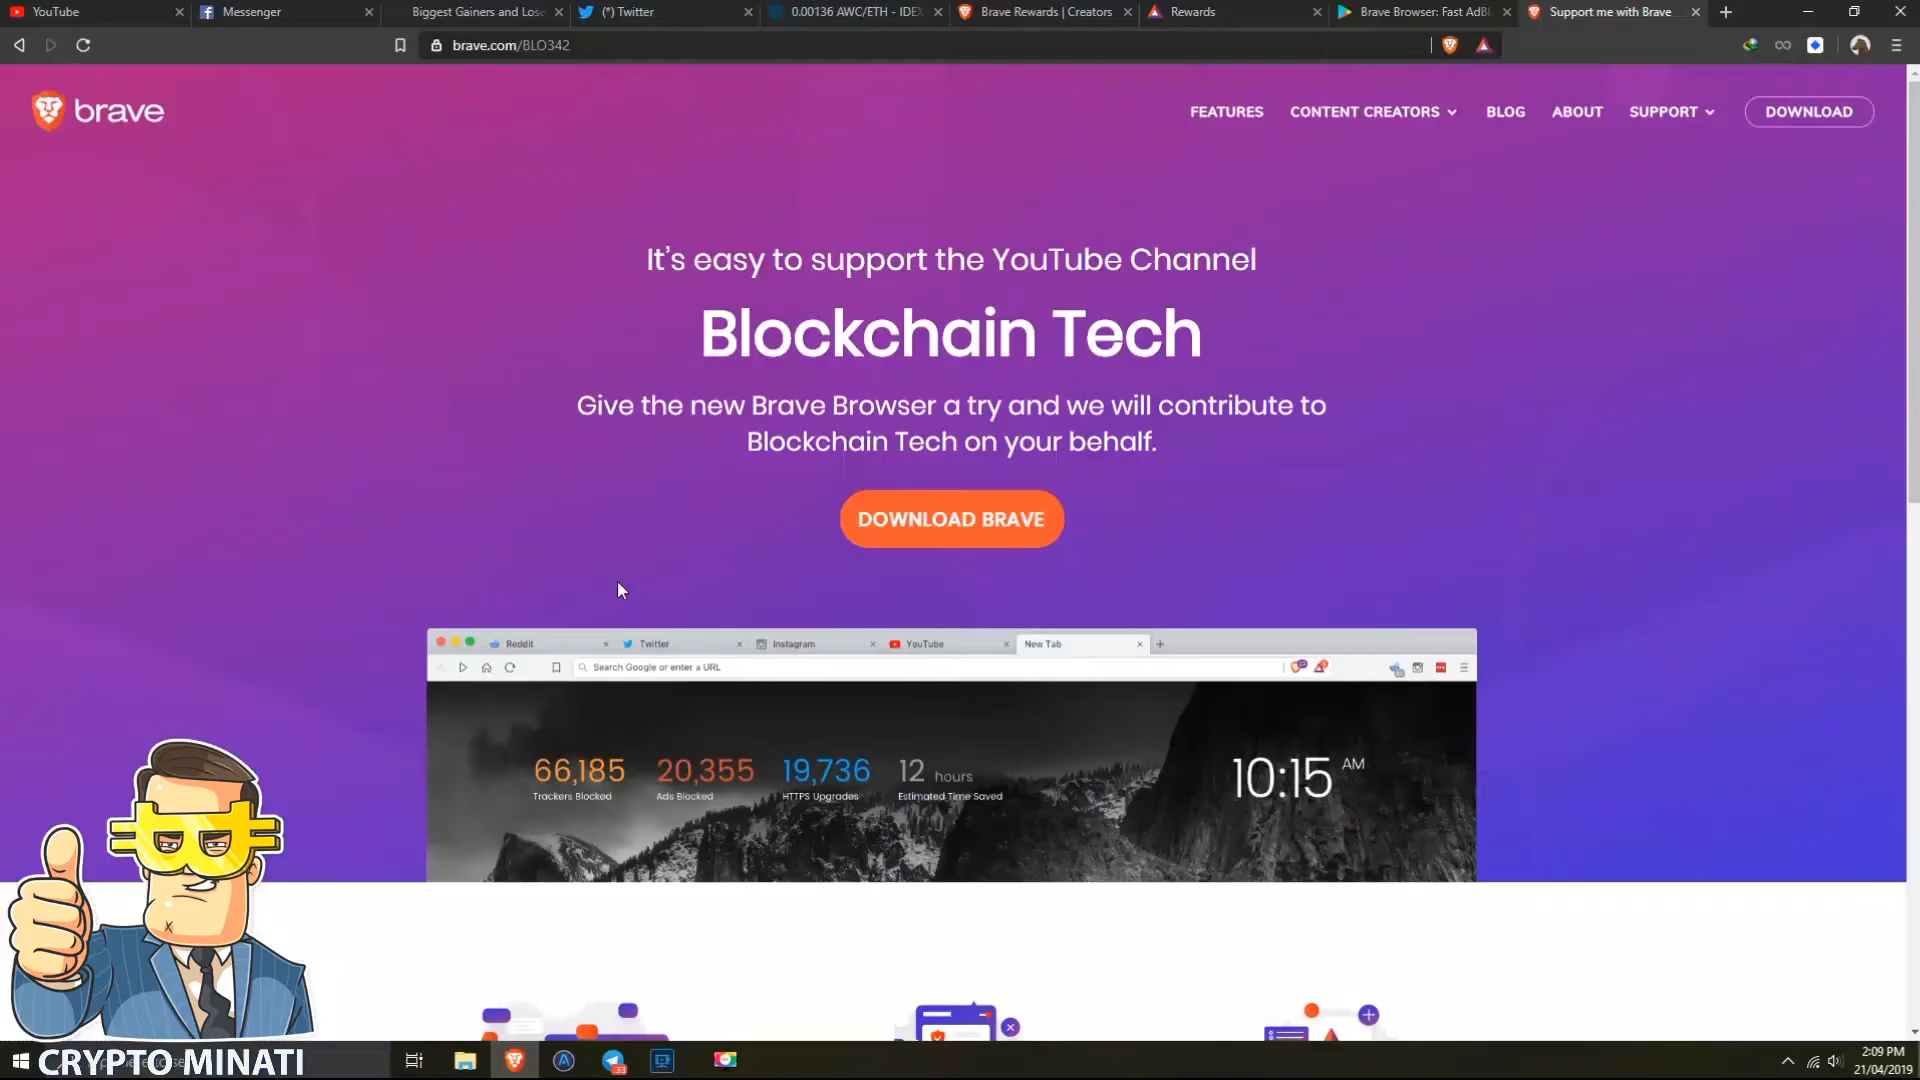 YouTube
Messenger
Biggest Gainers and Lose
(*) Twitter
0.00136 AWC/ETH - IDEX
Brave Rewards | Creators
Rewards
Brave Browser: Fast AdBl
Support me with Brave
brave.com/BLO342
brave
FEATURES
CONTENT CREATORS
BLOG
ABOUT
SUPPORT
DOWNLOAD
It's easy to support the YouTube Channel
Blockchain Tech
Give the new Brave Browser a try and we will contribute to
Blockchain Tech on your behalf.
DOWNLOAD BRAVE
Reddit
Twitter
Instagram
YouTube
New Tab
Search Google or enter a URL
66,185
20,355
19,736
12 hours
10:15 AM
Trackers Blocked
Ads Blocked
HTTPS Upgrades
Estimated Time Saved
CRYPTO MINATI
33
2:09 PM
21/04/2019